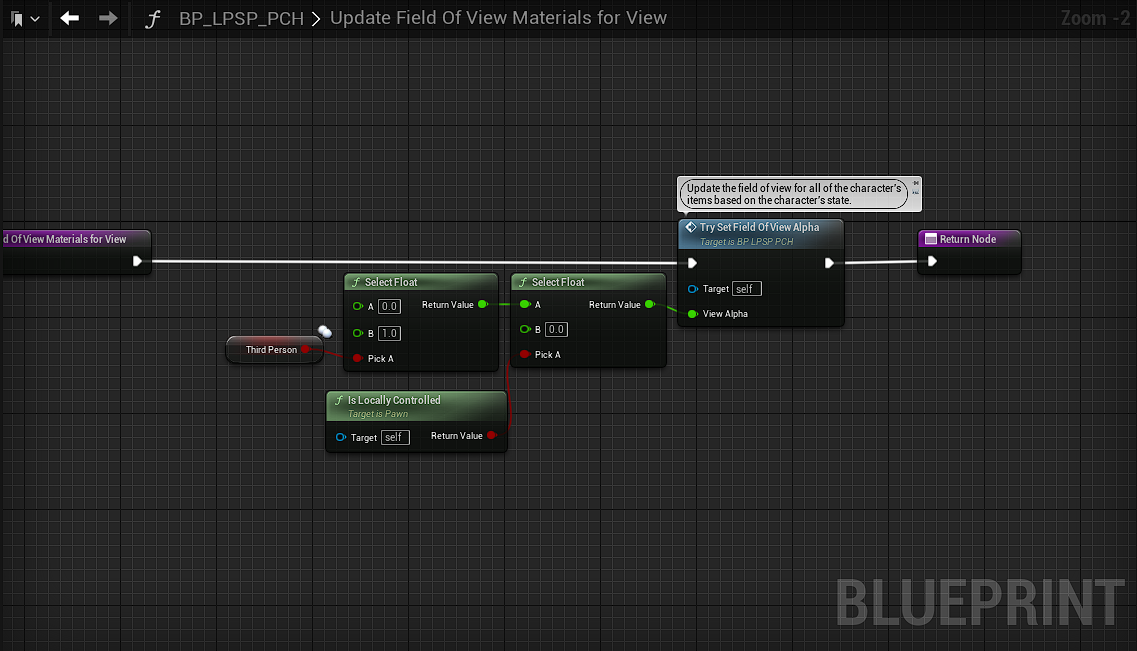 f BP_LPSP_PCH > Update Field Of View Materials for View
Zoom -2
Update the field of view for all of the character's
items based on the character's state.
d Of View Materials for View
Try Set Field Of View Alpha
Target is BP LPSP PCH
Target self
View Alpha
Return Node
f Select Float
A 0.0 Return Value
B 1.0
Pick A
f Select Float
A Return Value
B 0.0
Pick A
Third Person
f Is Locally Controlled
Target is Pawn
Target self Return Value
BLUEPRINT